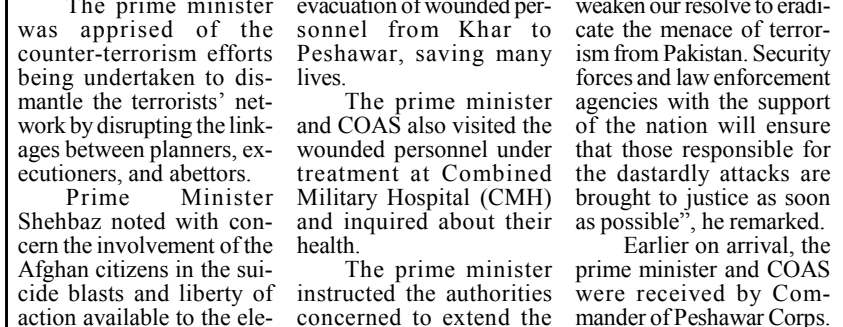 The prime minister
was apprised of the
counter-terrorism efforts
being undertaken to dis-
mantle the terrorists' net-
work by disrupting the link-
ages between planners, ex-
ecutioners, and abettors.
Prime Minister
Shehbaz noted with con-
cern the involvement of the
Afghan citizens in the sui-
cide blasts and liberty of
action available to the ele-
evacuation of wounded per-
sonnel from Khar to
Peshawar, saving many
lives.
The prime minister
and COAS also visited the
wounded personnel under
treatment at Combined
Military Hospital (CMH)
and inquired about their
health.
The prime minister
instructed the authorities
concerned to extend the
weaken our resolve to eradi-
cate the menace of terror-
ism from Pakistan. Security
forces and law enforcement
agencies with the support
of the nation will ensure
that those responsible for
the dastardly attacks are
brought to justice as soon
as possible”, he remarked.
Earlier on arrival, the
prime minister and COAS
were received by Com-
mander of Peshawar Corps.